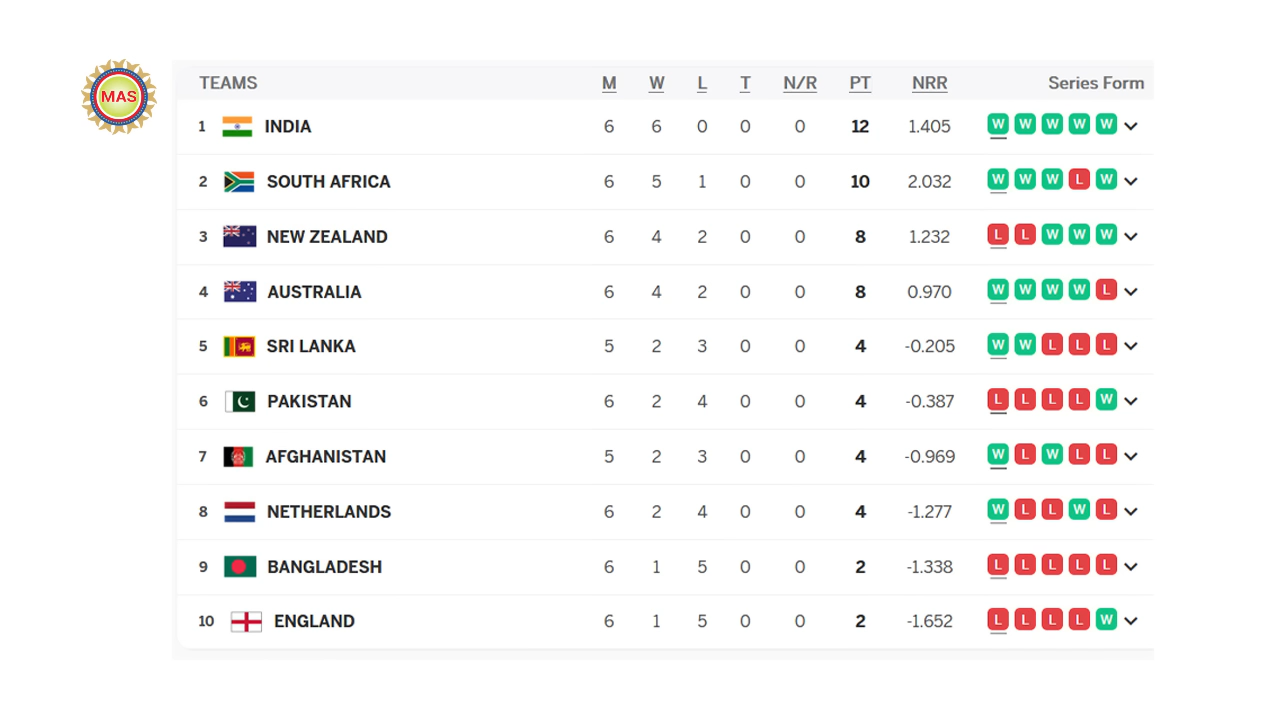 MAS
TEAMS M W L T N/R PT NRR Series Form
1 INDIA 6 6 0 0 0 12 1.405 W W W W W
2 SOUTH AFRICA 6 5 1 0 0 10 2.032 W W W L W
3 NEW ZEALAND 6 4 2 0 0 8 1.232 L L W W W
4 AUSTRALIA 6 4 2 0 0 8 0.970 W W W W L
5 SRI LANKA 5 2 3 0 0 4 -0.205 W W L L L
6 PAKISTAN 6 2 4 0 0 4 -0.387 L L L L W
7 AFGHANISTAN 5 2 3 0 0 4 -0.969 W L W L L
8 NETHERLANDS 6 2 4 0 0 4 -1.277 W L L W L
9 BANGLADESH 6 1 5 0 0 2 -1.338 L L L L L
10 ENGLAND 6 1 5 0 0 2 -1.652 L L L L W